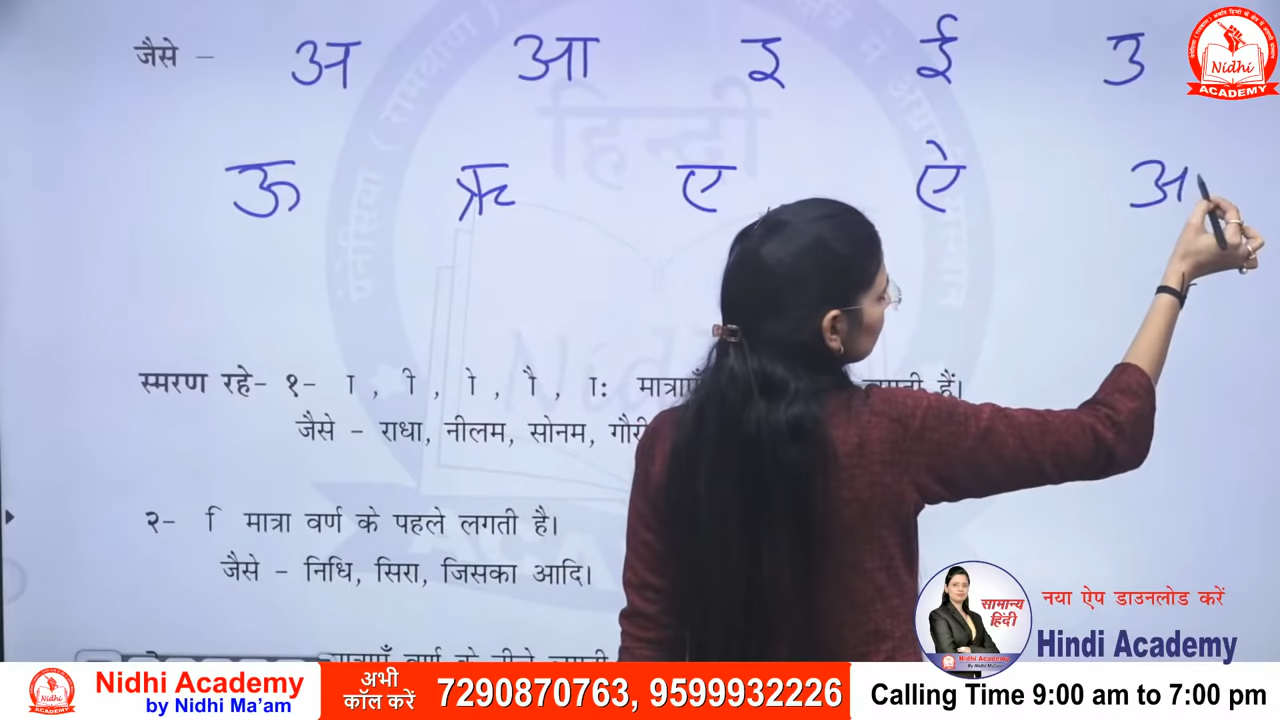 जैसे – अ आ इ ई उ
ऊ ऋ ए ऐ अ
हिन्दी
Nidhi
ACADEMY
स्मरण रहे- १- ा , ी , ो , ौ , ाः हैं।
जैसे – राधा, नीलम, सोनम,
२- ि मात्रा वर्ण के पहले लगती है।
जैसे – निधि, सिरा, जिसका आदि।
सामान्य
हिंदी
नया ऐप डाउनलोड करें
Hindi Academy
Nidhi Academy
by Nidhi Ma'am
अभी
कॉल करें
7290870763, 9599932226
Calling Time 9:00 am to 7:00 pm